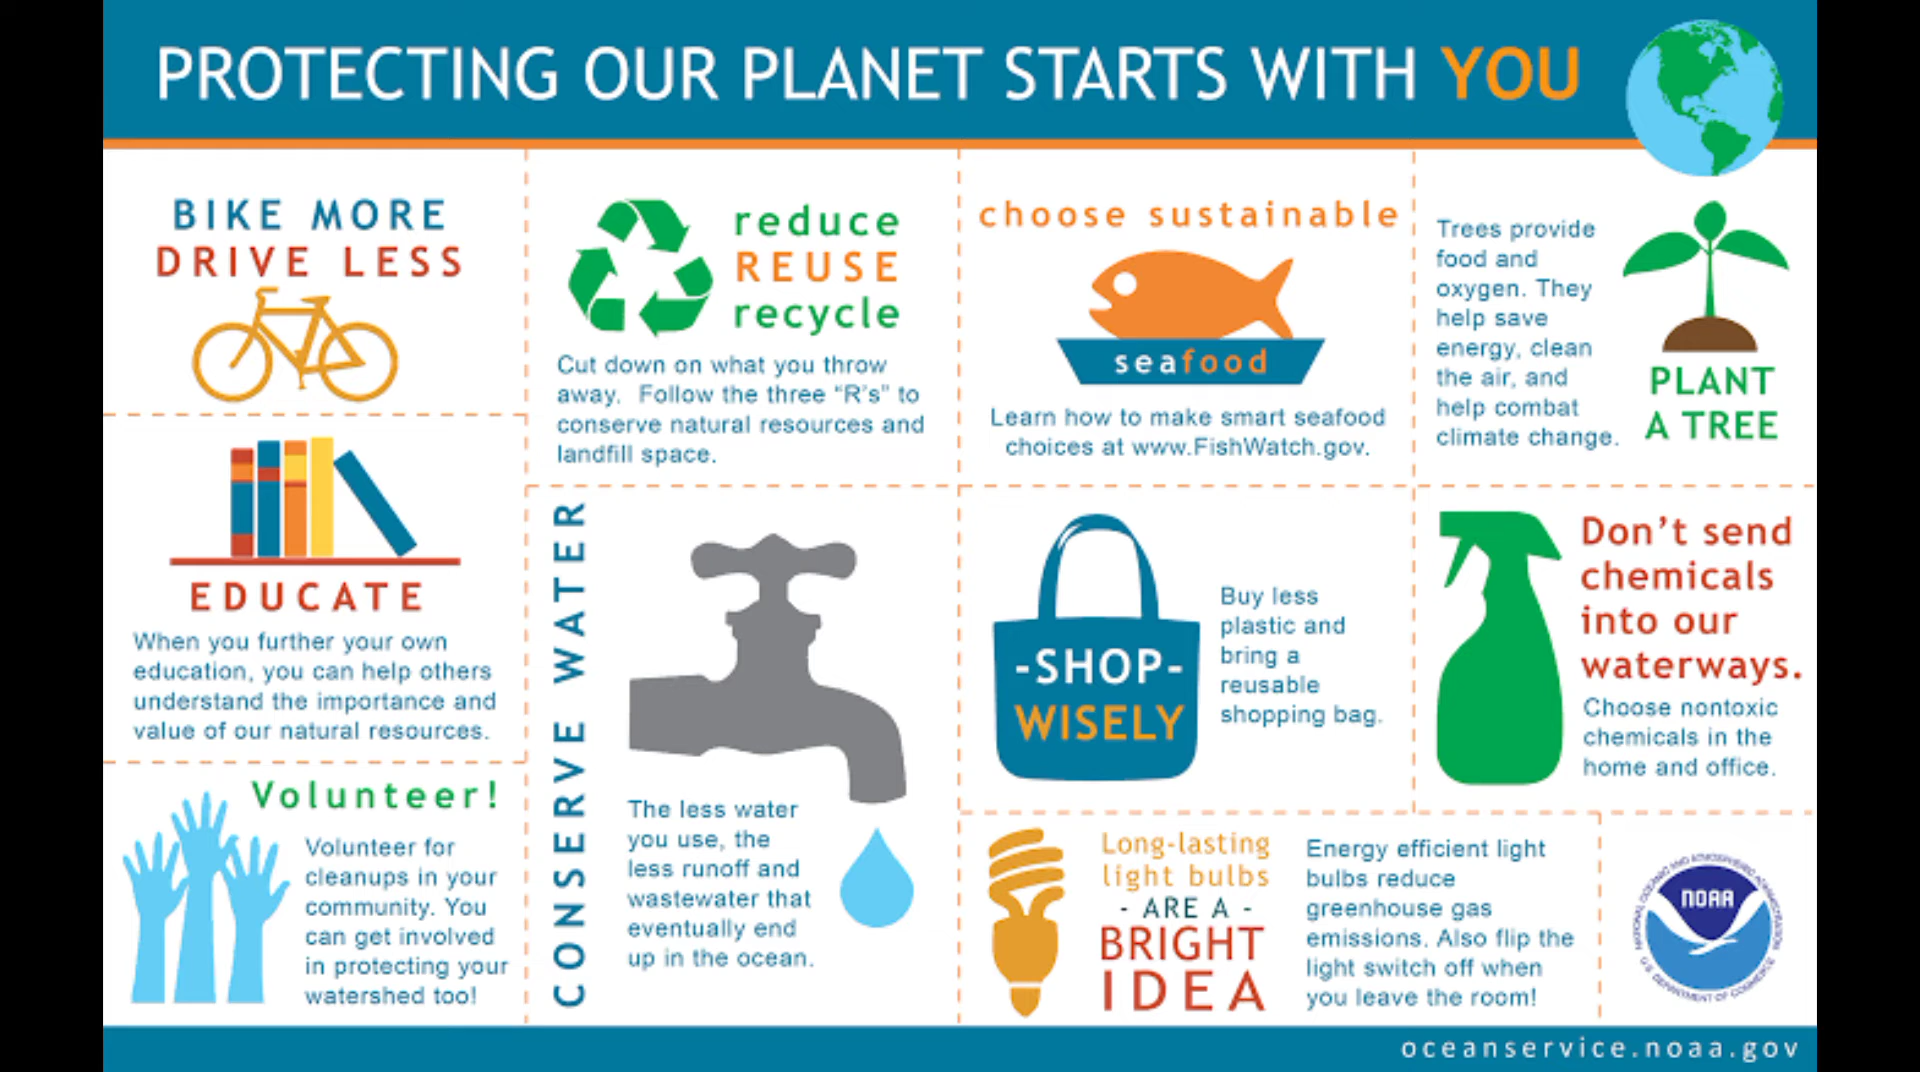 PROTECTING OUR PLANET STARTS WITH YOU
BIKE MORE
DRIVE LESS
EDUCATE
When you further your own
education, you can help others
understand the importance and
value of our natural resources.
Volunteer!
Volunteer for
cleanups in your
community. You
can get involved
in protecting your
watershed too!
reduce
REUSE
recycle
Cut down on what you throw
away. Follow the three “R’s” to
conserve natural resources and
landfill space.
CONSERVE WATER
The less water
you use, the
less runoff and
wastewater that
eventually end
up in the ocean.
choose sustainable
seafood
Learn how to make smart seafood
choices at www.FishWatch.gov.
Trees provide
food and
oxygen. They
help save
energy, clean
the air, and
help combat
climate change.
PLANT
A TREE
-SHOP-
WISELY
Buy less
plastic and
bring a
reusable
shopping bag.
Don’t send
chemicals
into our
waterways.
Choose nontoxic
chemicals in the
home and office.
Long-lasting
light bulbs
- ARE A -
BRIGHT
IDEA
Energy efficient light
bulbs reduce
greenhouse gas
emissions. Also flip the
light switch off when
you leave the room!
NATIONAL OCEANIC AND ATMOSPHERIC ADMINISTRATION
NOAA
U.S. DEPARTMENT OF COMMERCE
oceanservice.noaa.gov